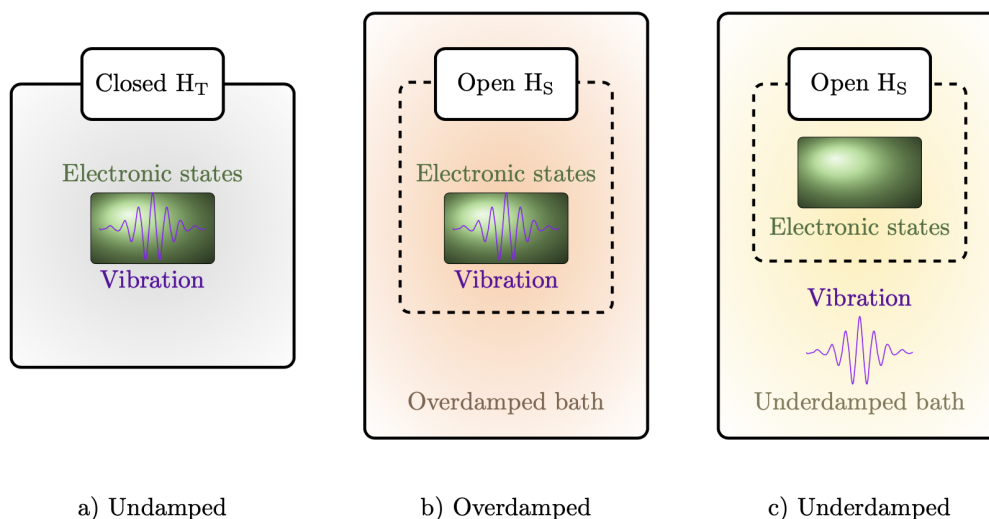 Closed H_T
Electronic states
Vibration
a) Undamped
Open H_S
Electronic states
Vibration
Overdamped bath
b) Overdamped
Open H_S
Electronic states
Vibration
Underdamped bath
c) Underdamped